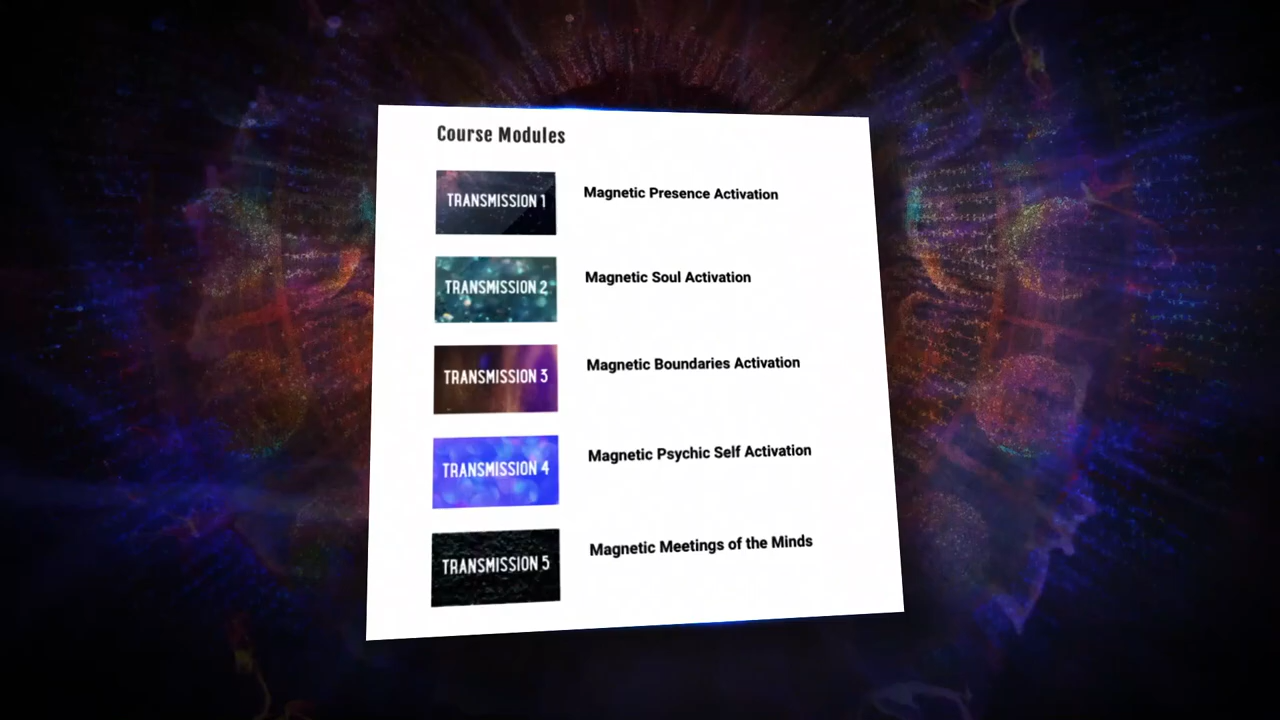 Course Modules
TRANSMISSION 1
Magnetic Presence Activation
TRANSMISSION 2
Magnetic Soul Activation
TRANSMISSION 3
Magnetic Boundaries Activation
TRANSMISSION 4
Magnetic Psychic Self Activation
TRANSMISSION 5
Magnetic Meetings of the Minds